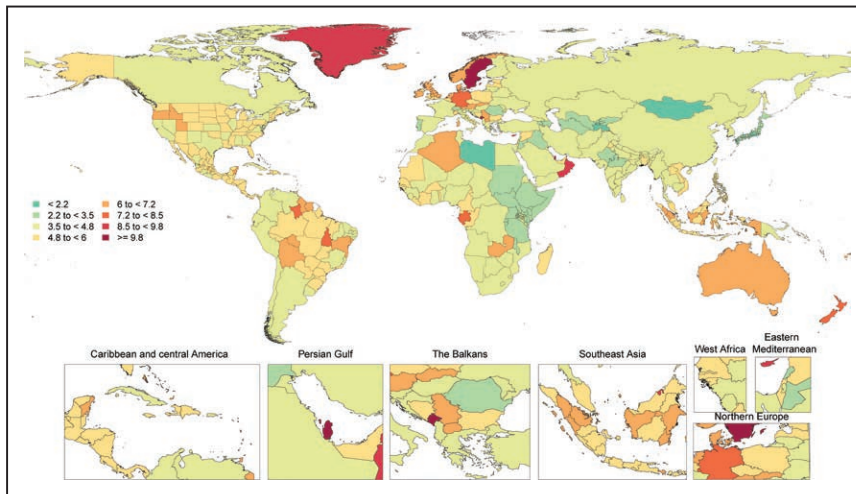 < 2.2
2.2 to < 3.5
3.5 to < 4.8
4.8 to < 6
6 to < 7.2
7.2 to < 8.5
8.5 to < 9.8
>= 9.8
Caribbean and central America
Persian Gulf
The Balkans
Southeast Asia
West Africa
Eastern
Mediterranean
Northern Europe